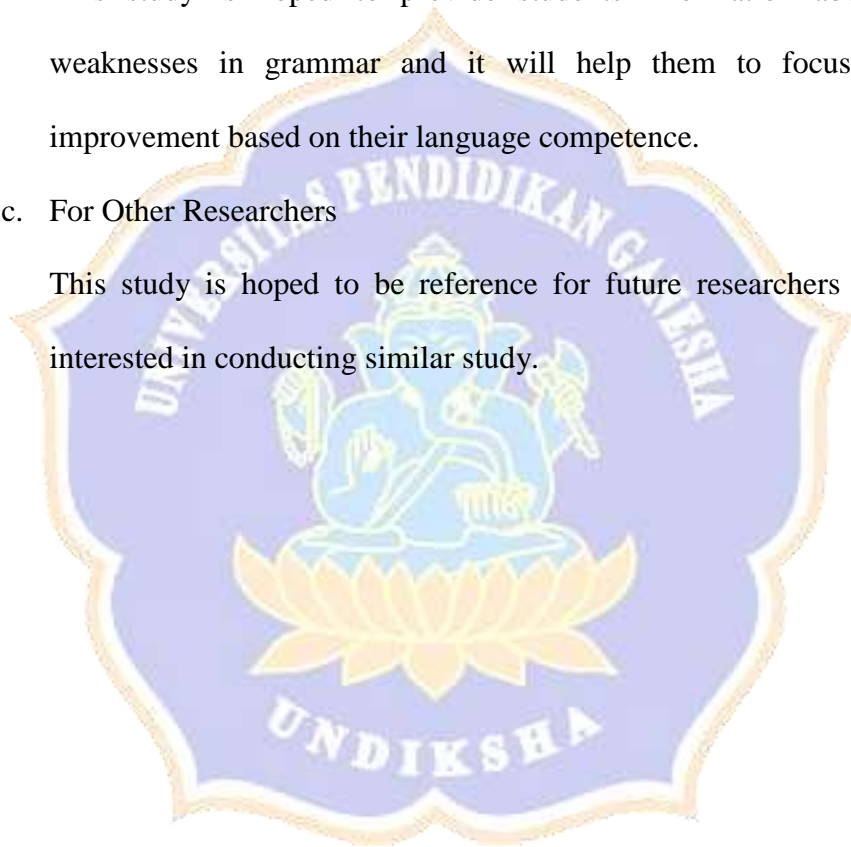 weaknesses in grammar and it will help them to focus
improvement based on their language competence.
c. For Other Researchers
This study is hoped to be reference for future researchers
interested in conducting similar study.
UNIVERSITAS PENDIDIKAN GANESHA
UNDIKSHA